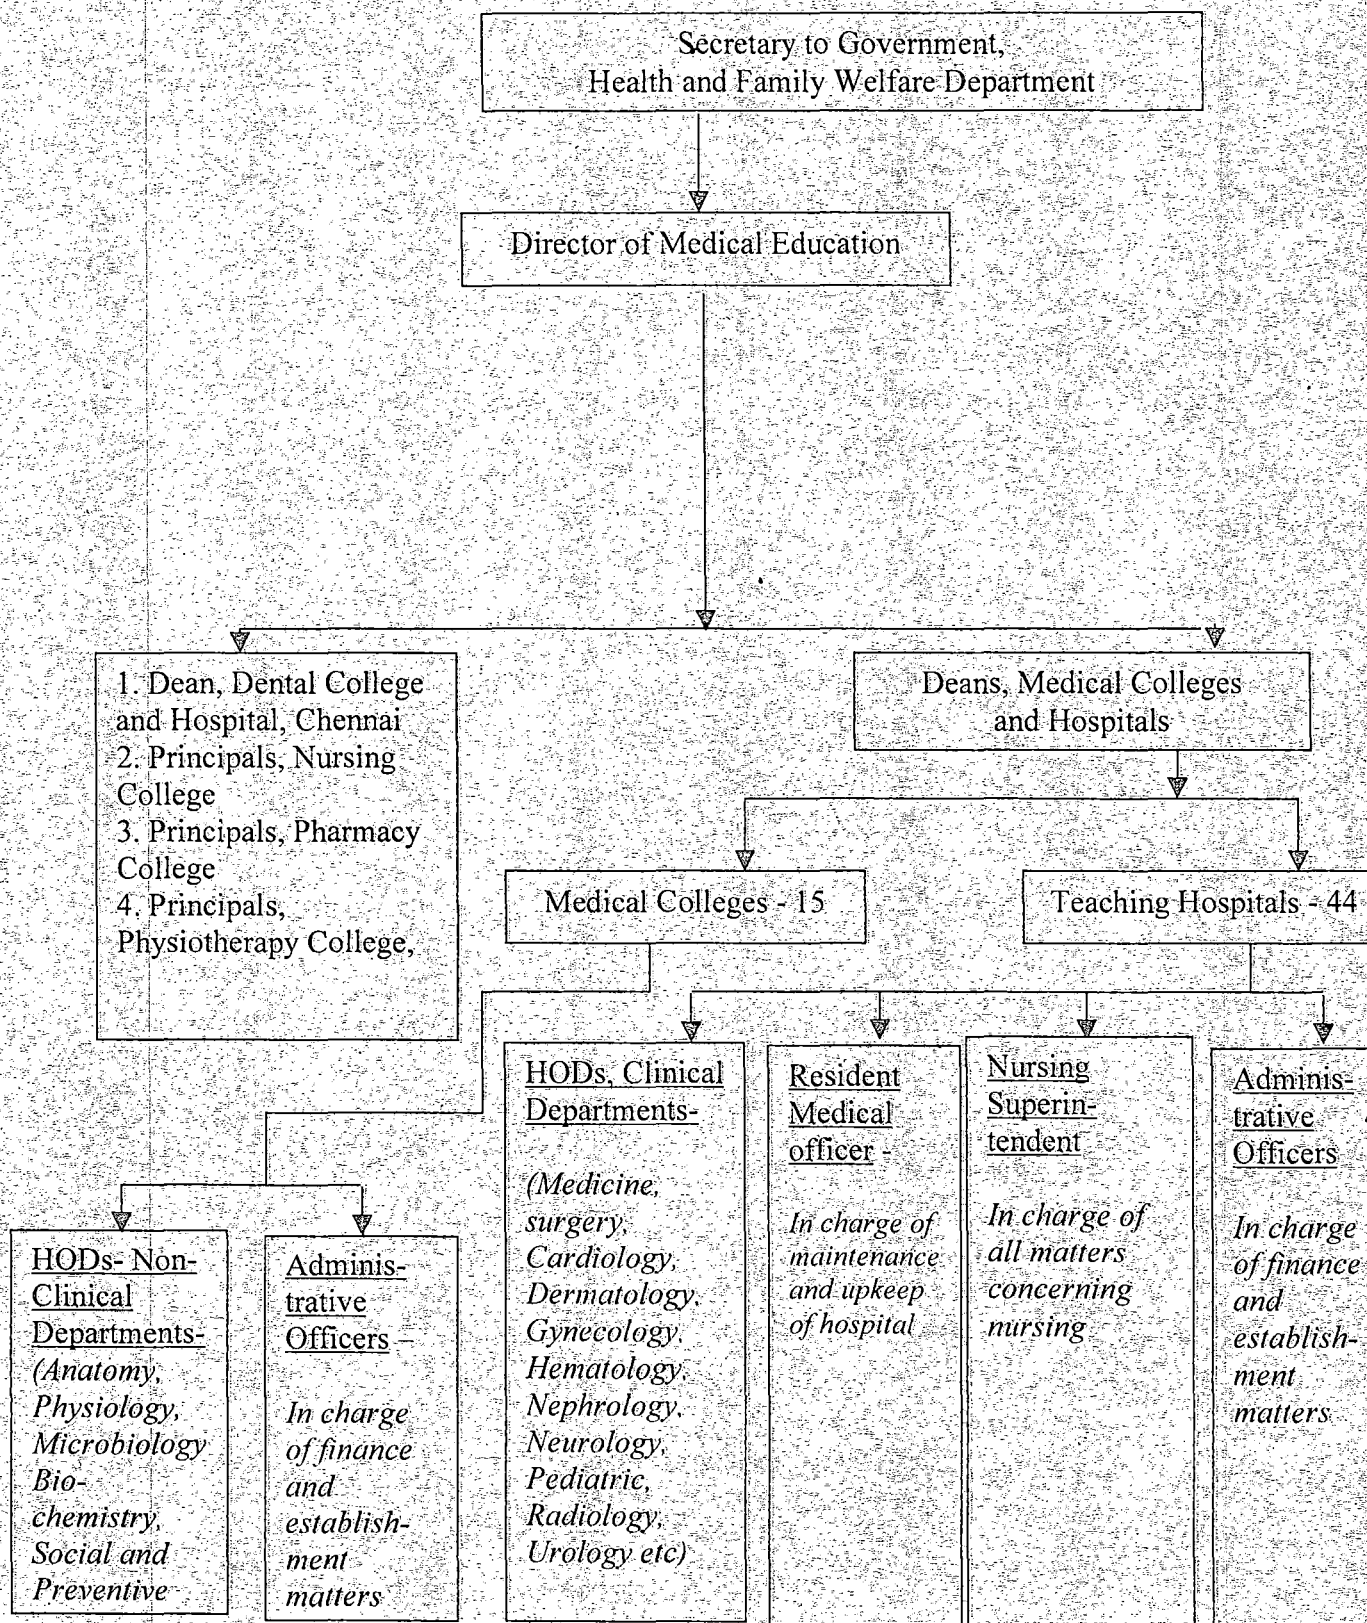 Secretary to Government,
Health and Family Welfare Department
Director of Medical Education
1. Dean, Dental College
and Hospital, Chennai
2. Principals, Nursing
College
3. Principals, Pharmacy
College
4. Principals,
Physiotherapy College,
Deans, Medical Colleges
and Hospitals
Medical Colleges - 15
Teaching Hospitals - 44
HODs- Non-
Clinical
Departments-
(Anatomy,
Physiology,
Microbiology
Bio-
chemistry,
Social and
Preventive
Adminis-
trative
Officers –
In charge
of finance
and
establish-
ment
matters
HODs, Clinical
Departments-
(Medicine,
surgery,
Cardiology,
Dermatology,
Gynecology,
Hematology,
Nephrology,
Neurology,
Pediatric,
Radiology,
Urology etc)
Resident
Medical
officer -
In charge of
maintenance
and upkeep
of hospital
Nursing
Superin-
tendent
In charge of
all matters
concerning
nursing
Adminis-
trative
Officers
In charge
of finance
and
establish-
ment
matters